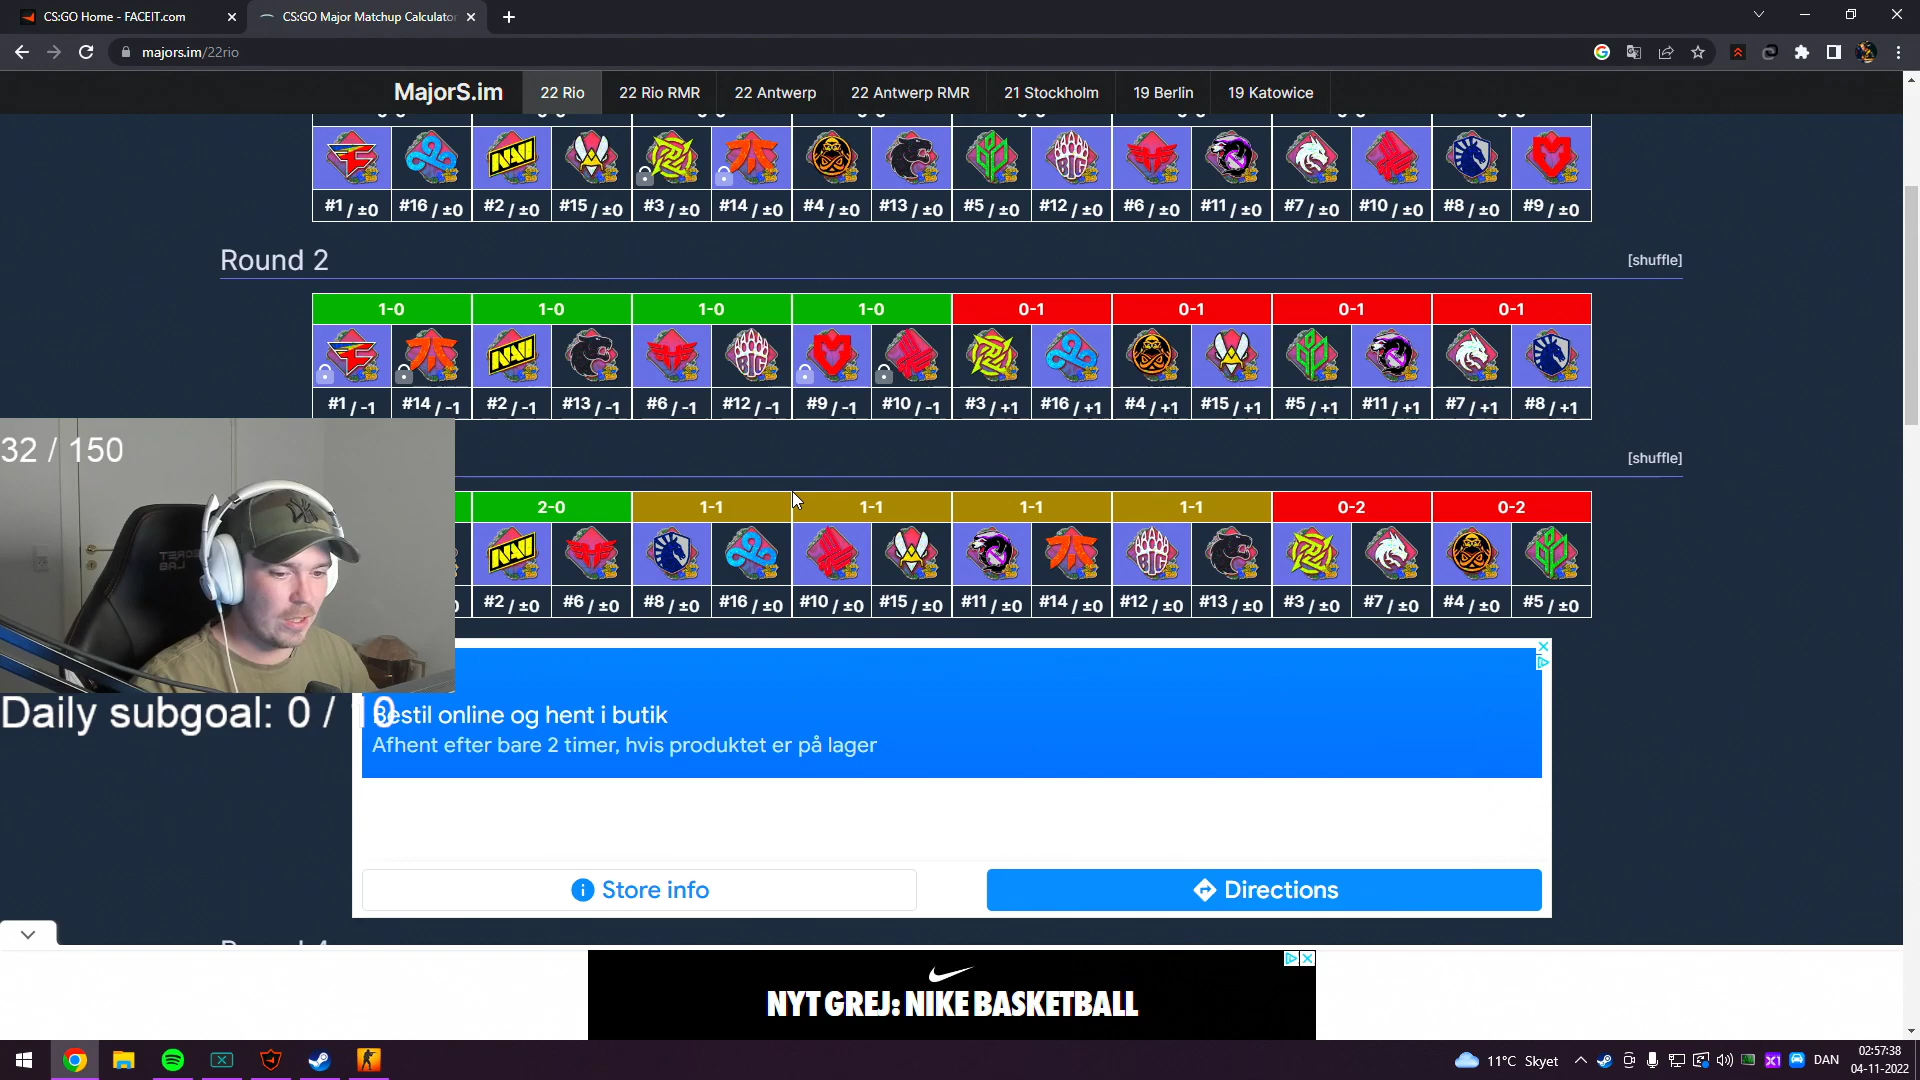 CS:GO Home - FACEIT.com
CS:GO Major Matchup Calculator
majors.im/22rio
MajorS.im 22 Rio 22 Rio RMR 22 Antwerp 22 Antwerp RMR 21 Stockholm 19 Berlin 19 Katowice
#1 / ±0 #16 / ±0 #2 / ±0 #15 / ±0 #3 / ±0 #14 / ±0 #4 / ±0 #13 / ±0 #5 / ±0 #12 / ±0 #6 / ±0 #11 / ±0 #7 / ±0 #10 / ±0 #8 / ±0 #9 / ±0
Round 2 [shuffle]
1-0 1-0 1-0 1-0 0-1 0-1 0-1 0-1
NAVI BIG
#1 / -1 #14 / -1 #2 / -1 #13 / -1 #6 / -1 #12 / -1 #9 / -1 #10 / -1 #3 / +1 #16 / +1 #4 / +1 #15 / +1 #5 / +1 #11 / +1 #7 / +1 #8 / +1
32 / 150
[shuffle]
2-0 1-1 1-1 1-1 1-1 0-2 0-2
NAVI BIG
#2 / ±0 #6 / ±0 #8 / ±0 #16 / ±0 #10 / ±0 #15 / ±0 #11 / ±0 #14 / ±0 #12 / ±0 #13 / ±0 #3 / ±0 #7 / ±0 #4 / ±0 #5 / ±0
Daily subgoal: 0 / 10
Bestil online og hent i butik
Afhent efter bare 2 timer, hvis produktet er på lager
Store info Directions
NYT GREJ: NIKE BASKETBALL
11°C Skyet
DAN
02:57:38
04-11-2022